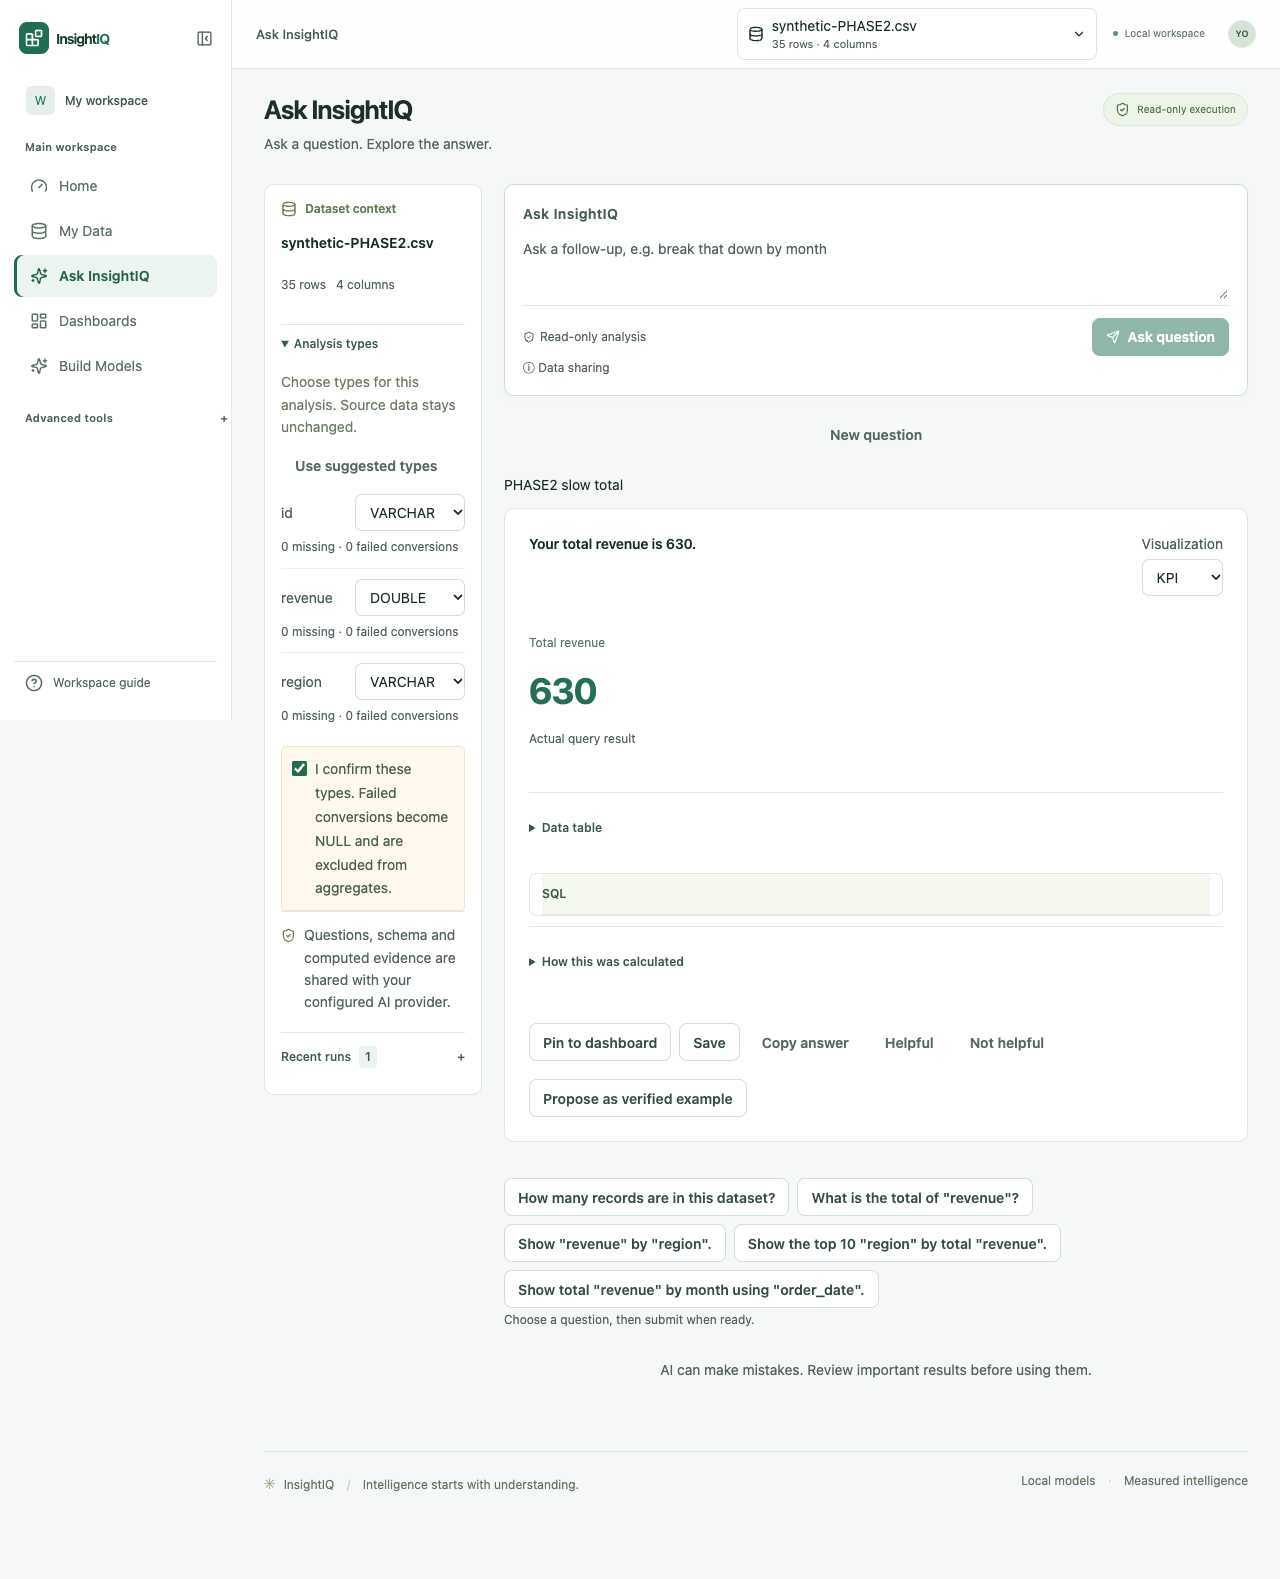 InsightIQ
W My workspace
Main workspace
Home
My Data
Ask InsightIQ
Dashboards
Build Models
Advanced tools +
Workspace guide
Ask InsightIQ
synthetic-PHASE2.csv
35 rows · 4 columns
Local workspace
YO
Ask InsightIQ
Ask a question. Explore the answer.
Read-only execution
Dataset context
synthetic-PHASE2.csv
35 rows 4 columns
Analysis types
Choose types for this
analysis. Source data stays
unchanged.
Use suggested types
id VARCHAR
0 missing · 0 failed conversions
revenue DOUBLE
0 missing · 0 failed conversions
region VARCHAR
0 missing · 0 failed conversions
I confirm these
types. Failed
conversions become
NULL and are
excluded from
aggregates.
Questions, schema and
computed evidence are
shared with your
configured AI provider.
Recent runs 1 +
Ask InsightIQ
Ask a follow-up, e.g. break that down by month
Read-only analysis
Data sharing
Ask question
New question
PHASE2 slow total
Your total revenue is 630.
Visualization
KPI
Total revenue
630
Actual query result
Data table
SQL
How this was calculated
Pin to dashboard Save Copy answer Helpful Not helpful
Propose as verified example
How many records are in this dataset? What is the total of "revenue"?
Show "revenue" by "region". Show the top 10 "region" by total "revenue".
Show total "revenue" by month using "order_date".
Choose a question, then submit when ready.
AI can make mistakes. Review important results before using them.
InsightIQ / Intelligence starts with understanding.
Local models · Measured intelligence